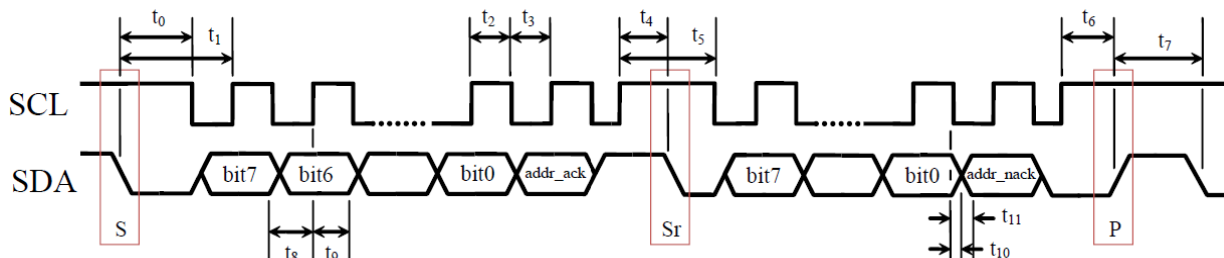 t0 t1 t2 t3 t4 t5 t6 t7
SCL
SDA bit7 bit6 bit0 addr_ack bit7 bit0 addr_nack
S Sr P
t8 t9 t11
t10